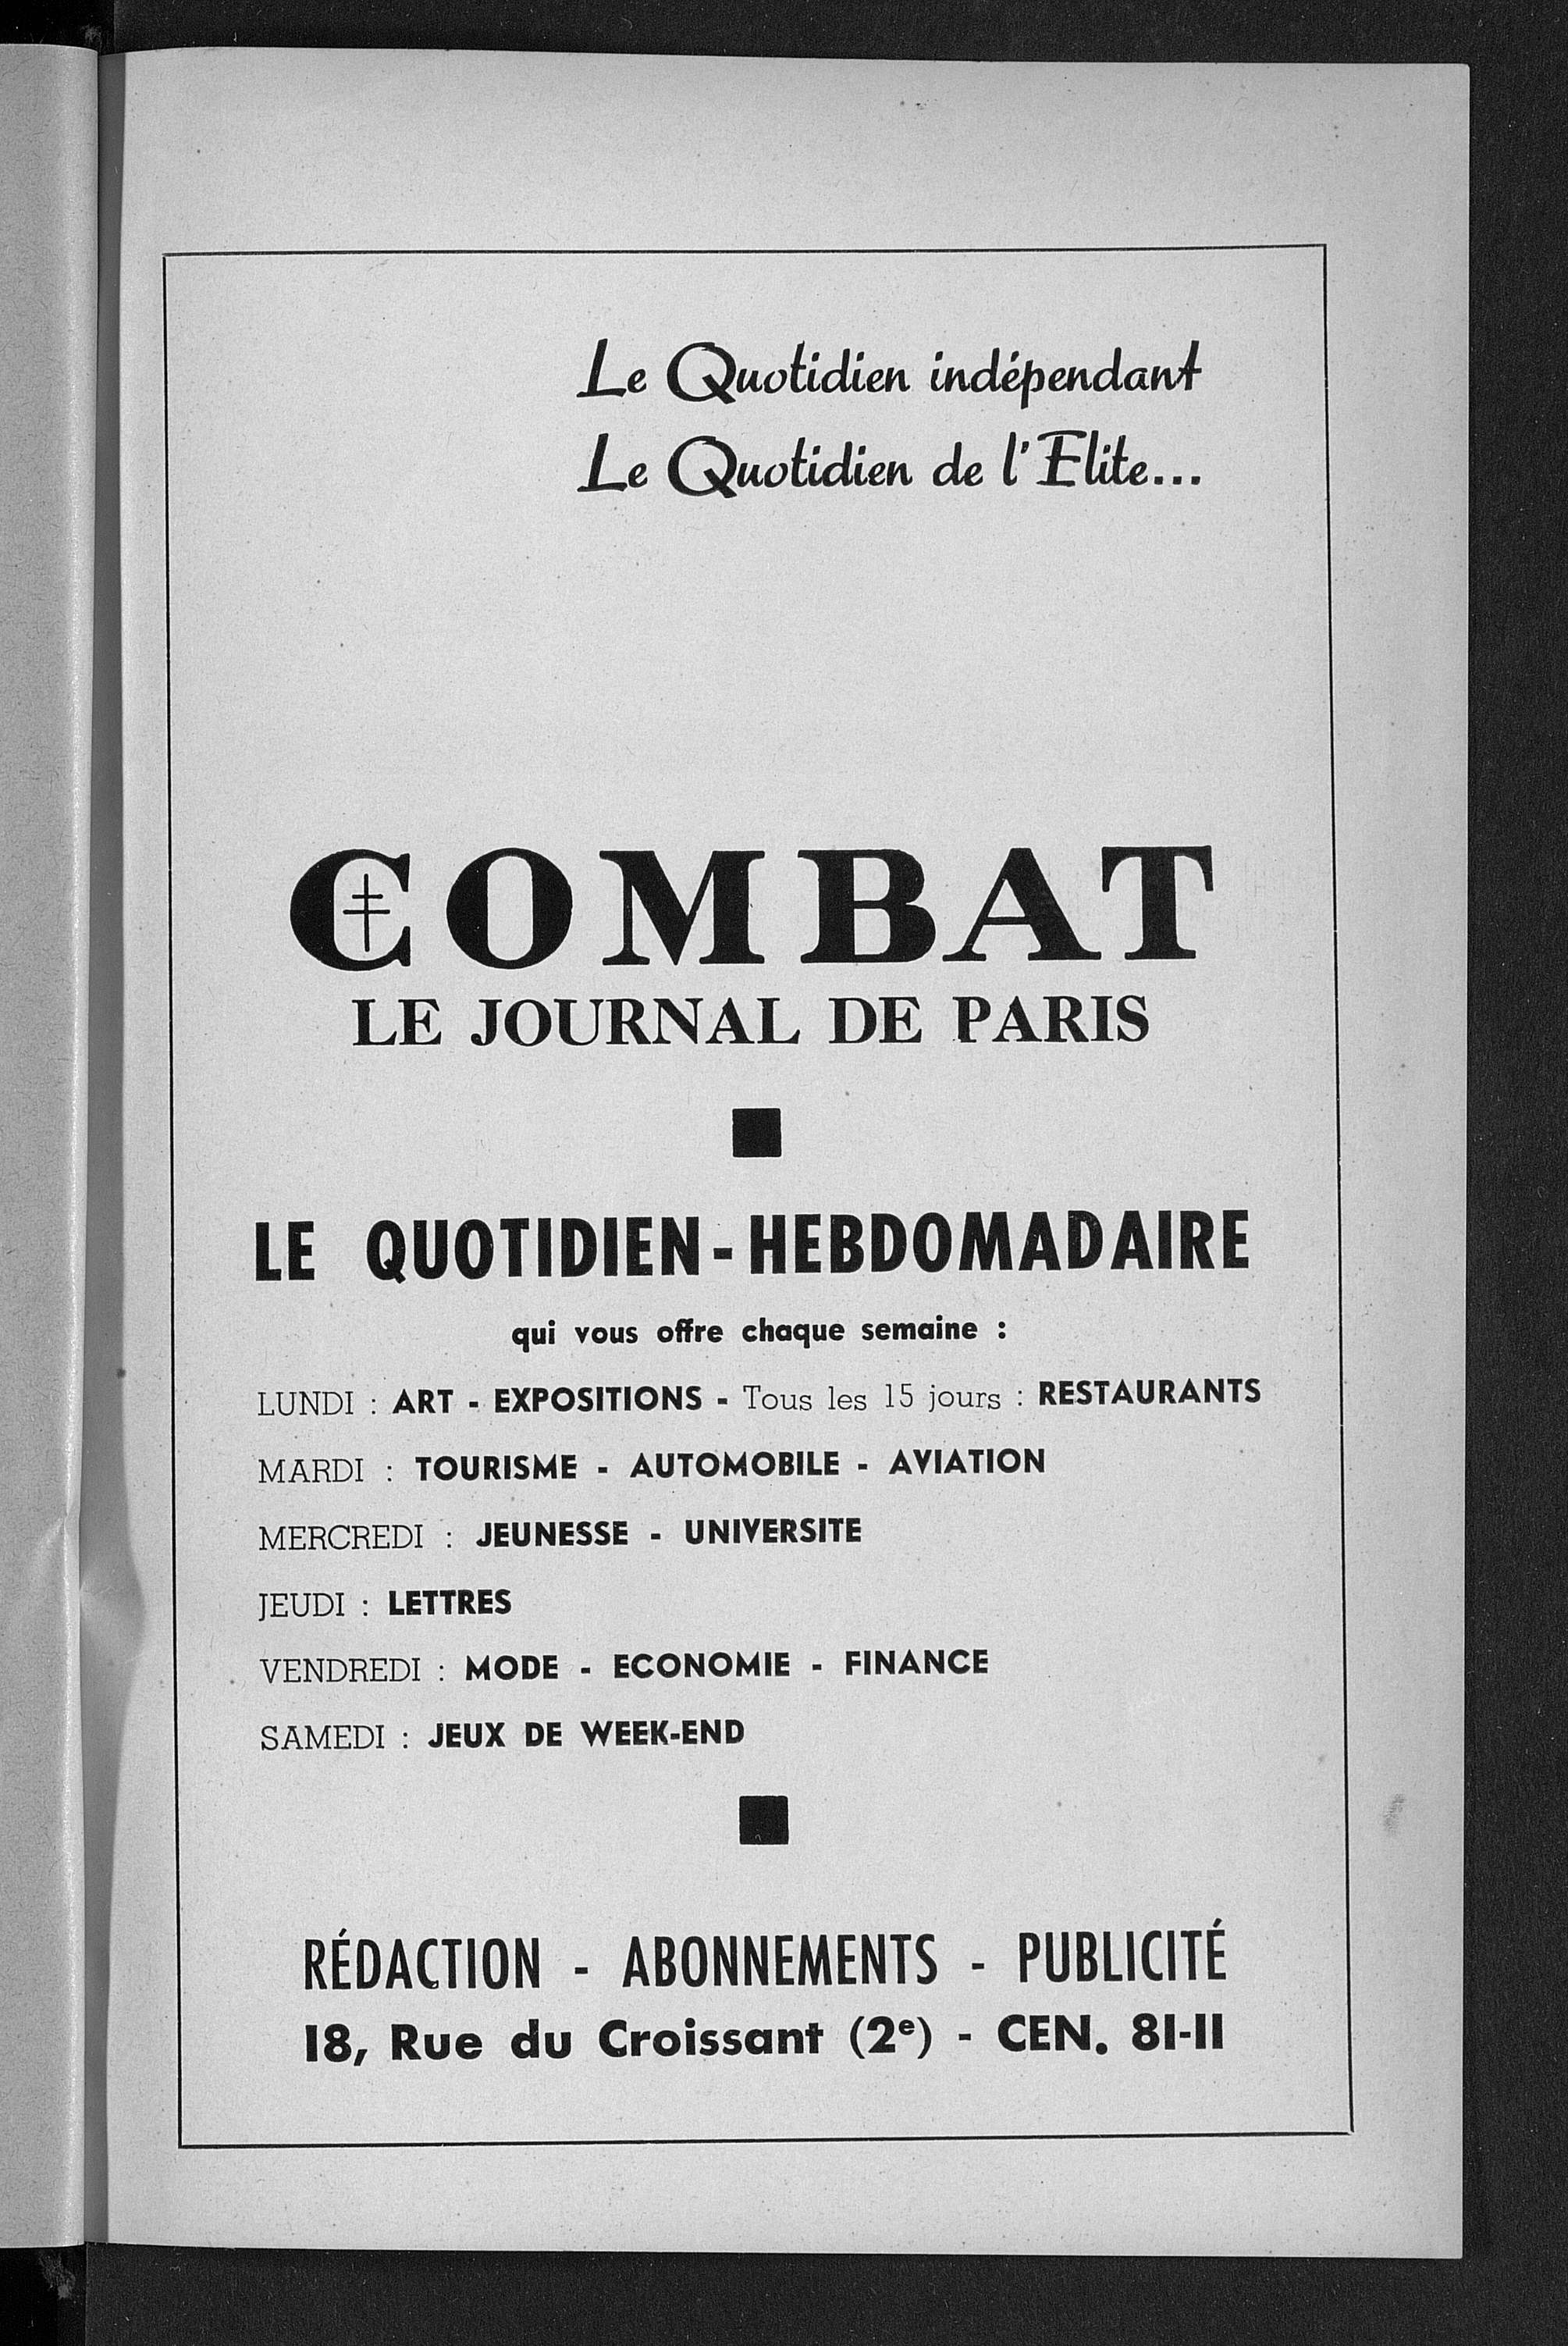 Le Quotidien indépendant
Le Quotidien de l'Elite...
COMBAT
LE JOURNAL DE PARIS
LE QUOTIDIEN-HEBDOMADAIRE
qui vous offre chaque semaine :
LUNDI : ART - EXPOSITIONS - Tous les 15 jours : RESTAURANTS
MARDI : TOURISME - AUTOMOBILE - AVIATION
MERCREDI : JEUNESSE - UNIVERSITE
JEUDI : LETTRES
VENDREDI : MODE - ECONOMIE - FINANCE
SAMEDI : JEUX DE WEEK-END
RÉDACTION - ABONNEMENTS - PUBLICITÉ
18, Rue du Croissant (2e) - CEN. 81-11